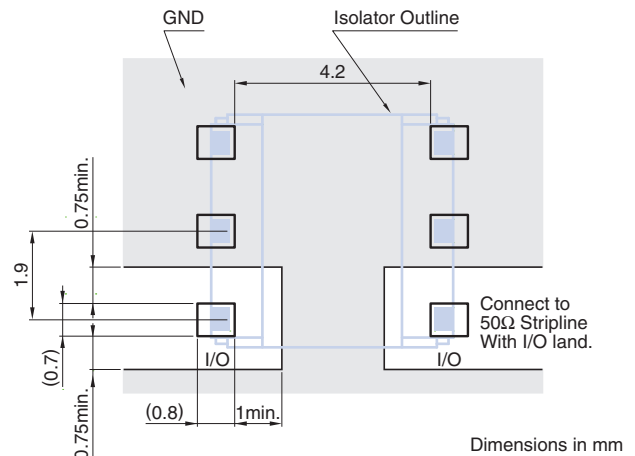 GND
Isolator Outline
4.2
0.75min.
1.9
Connect to
50Ω Stripline
With I/O land.
I/O
I/O
(0.7)
(0.8)
1min.
0.75min.
Dimensions in mm